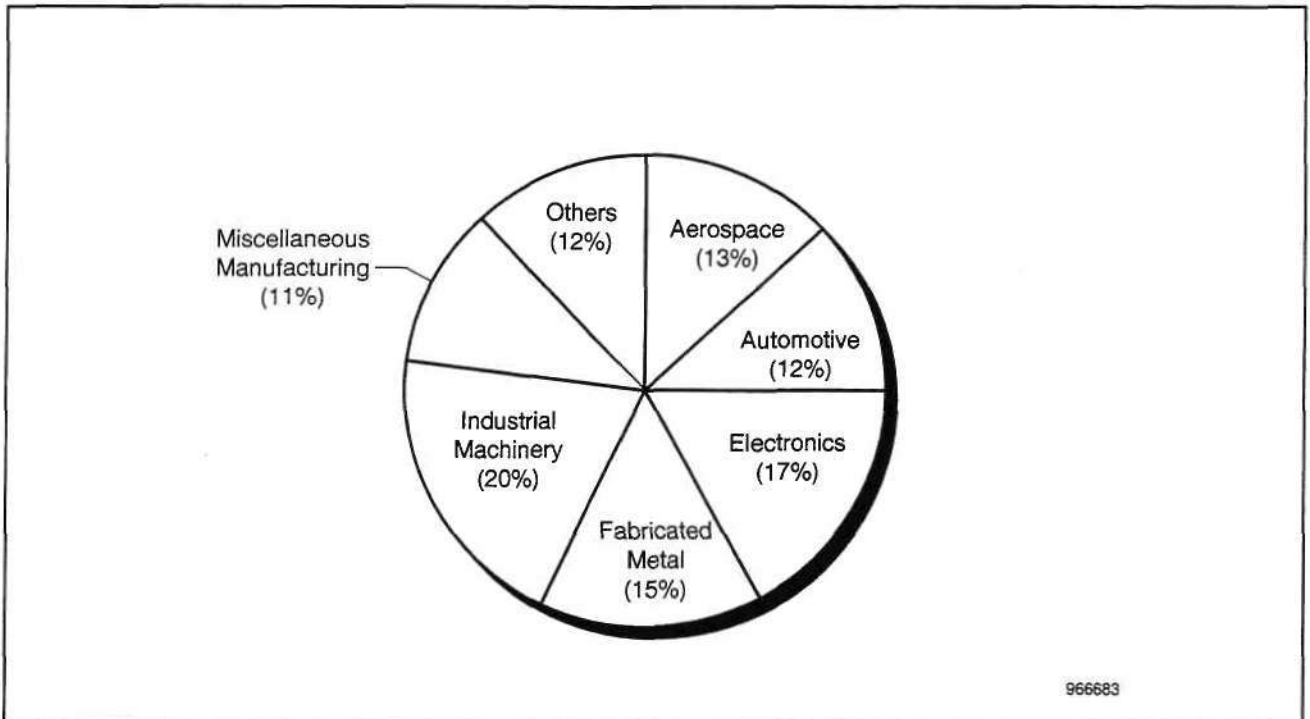 Others
(12%)
Aerospace
(13%)
Automotive
(12%)
Electronics
(17%)
Fabricated
Metal
(15%)
Industrial
Machinery
(20%)
Miscellaneous
Manufacturing
(11%)
966683